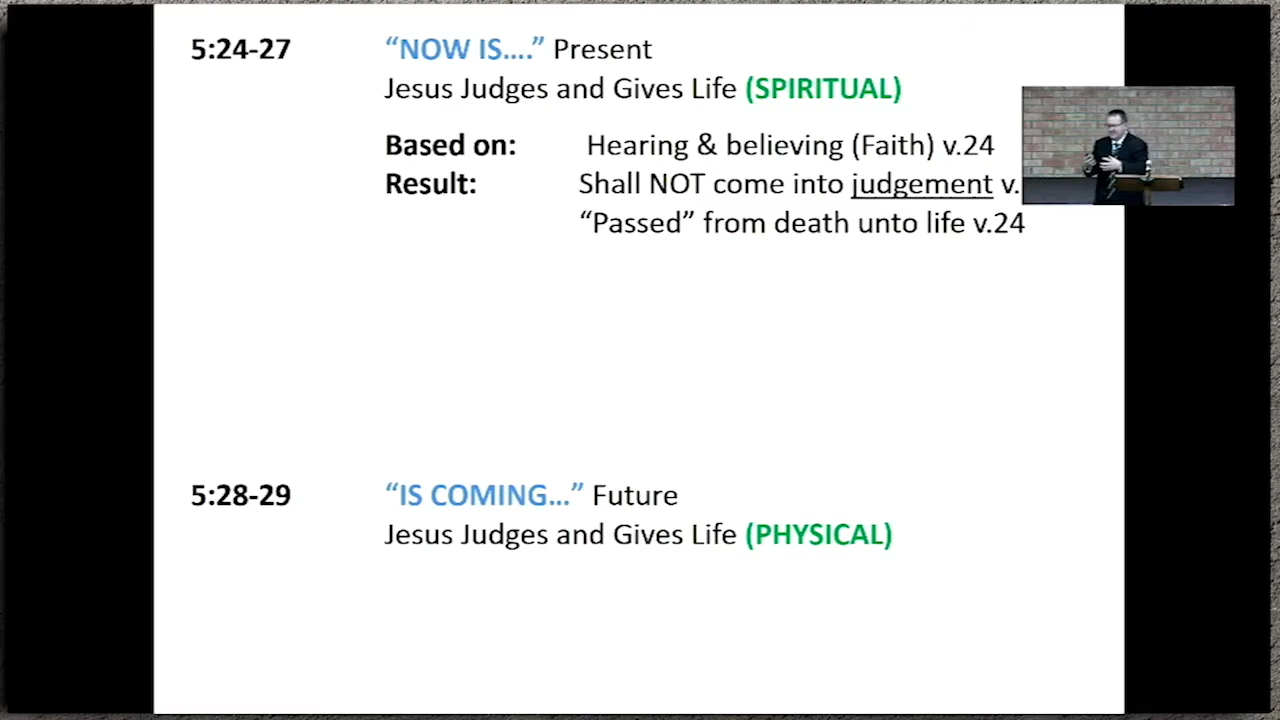 5:24-27 “NOW IS….” Present
Jesus Judges and Gives Life (SPIRITUAL)
Based on: Hearing & believing (Faith) v.24
Result: Shall NOT come into judgement v.
“Passed” from death unto life v.24
5:28-29 “IS COMING…” Future
Jesus Judges and Gives Life (PHYSICAL)